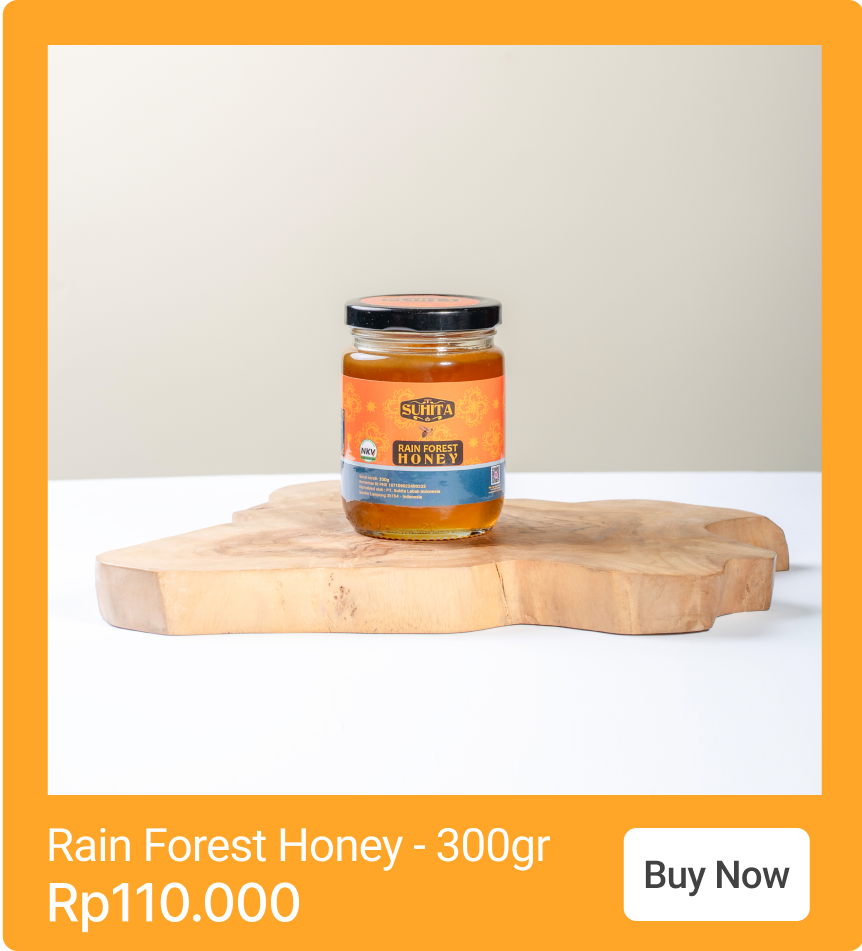 SUHITA
RAIN FOREST
HONEY
NKV
Rain Forest Honey - 300gr
Rp110.000
Buy Now